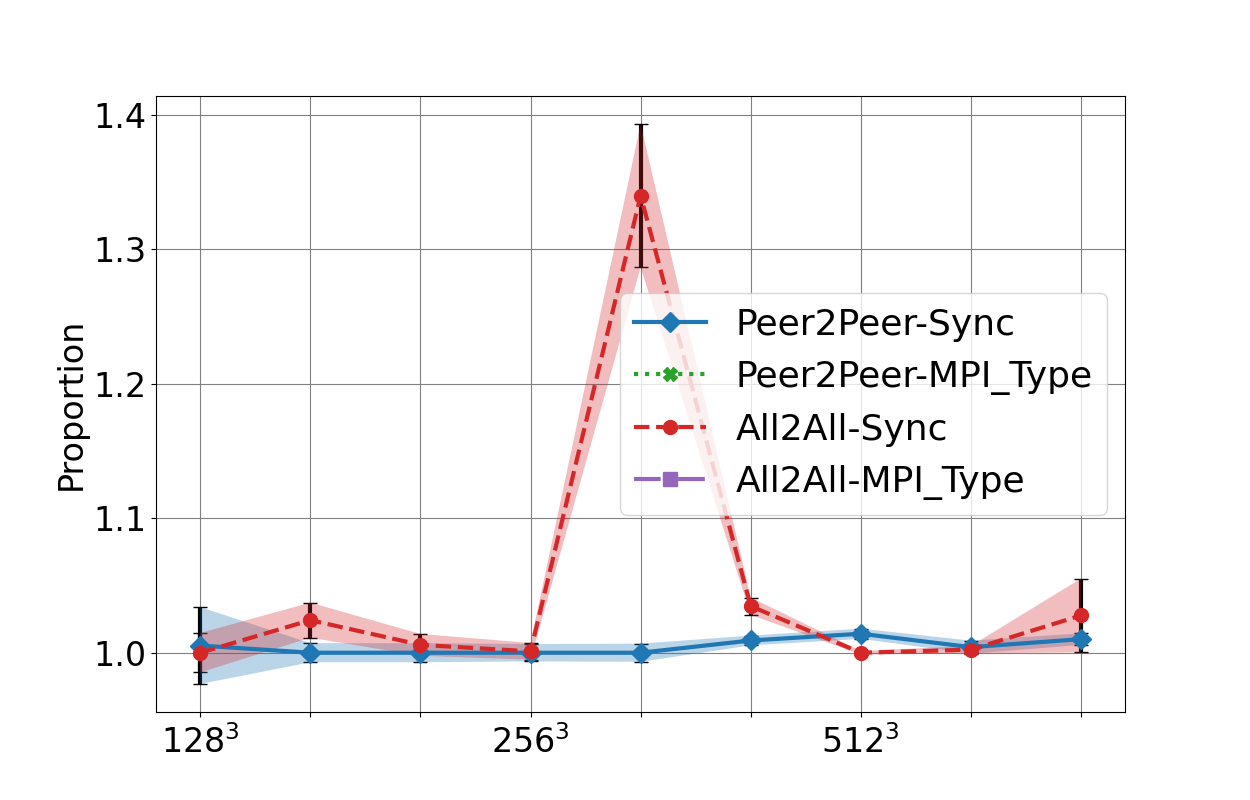 1.4
1.3
1.2
1.1
1.0
Proportion
Peer2Peer-Sync
Peer2Peer-MPI_Type
All2All-Sync
All2All-MPI_Type
128³
256³
512³